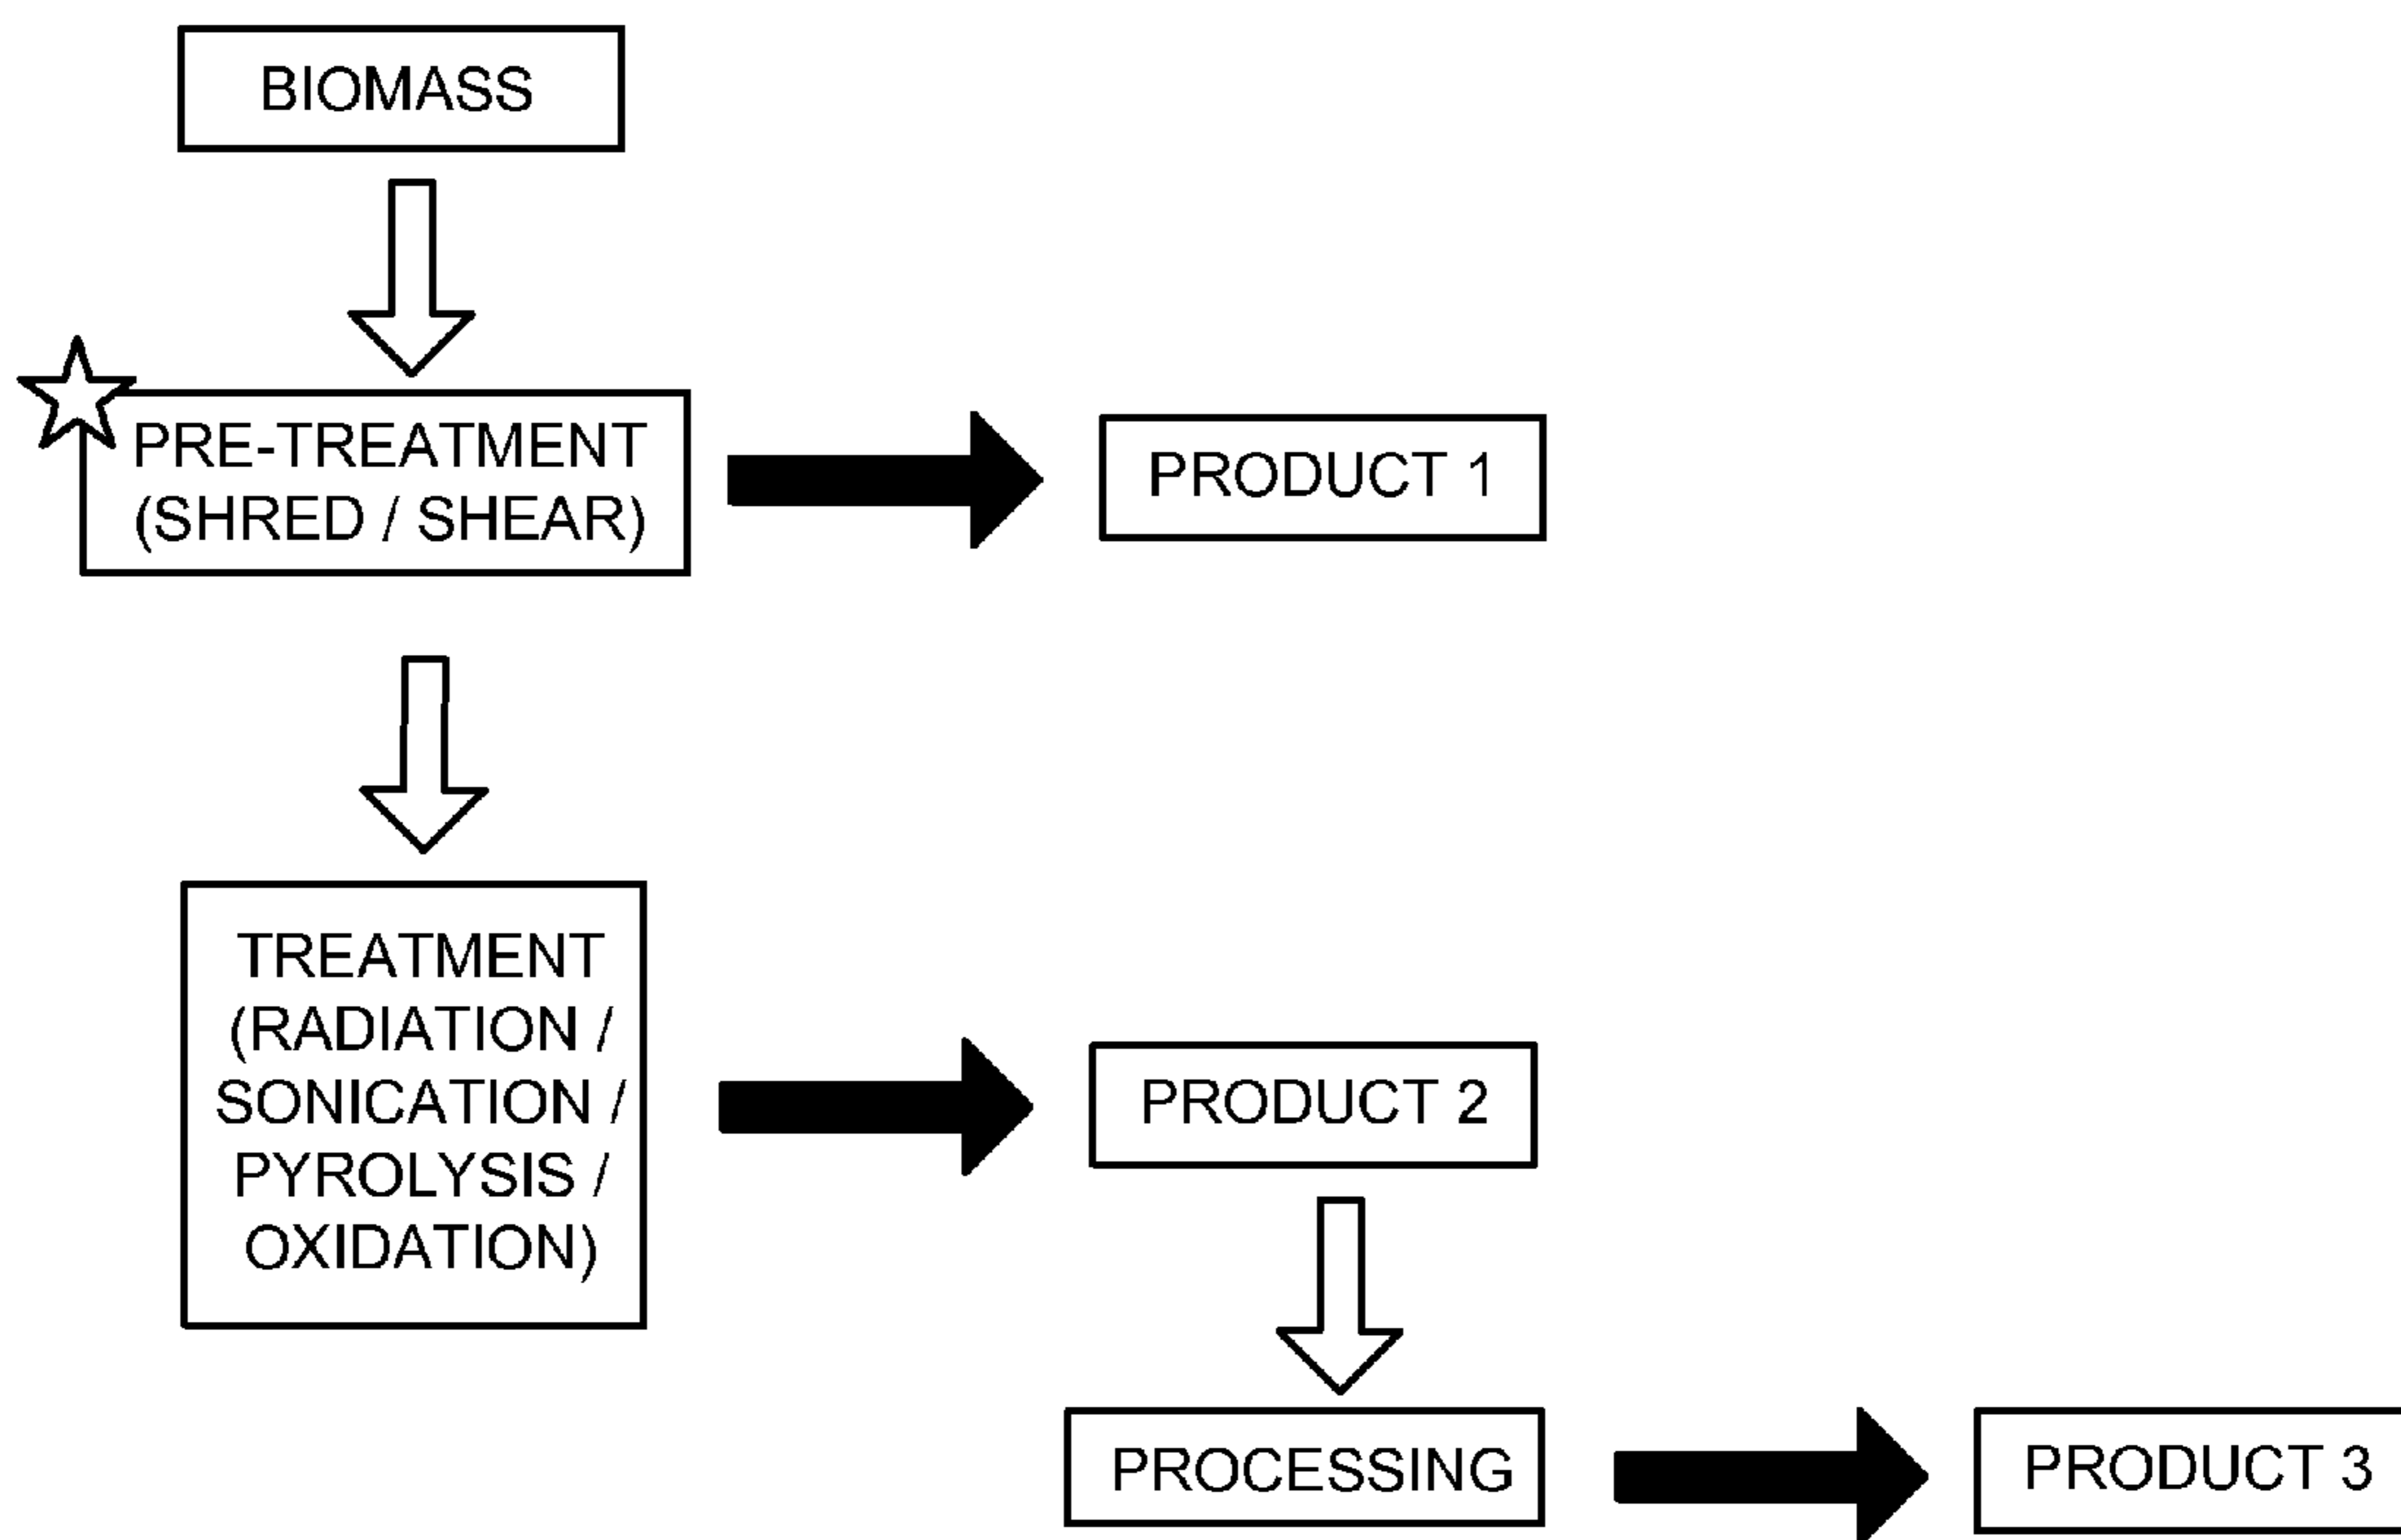 BIOMASS
PRE-TREATMENT
(SHRED / SHEAR)
PRODUCT 1
TREATMENT
(RADIATION /
SONICATION /
PYROLYSIS /
OXIDATION)
PRODUCT 2
PROCESSING
PRODUCT 3